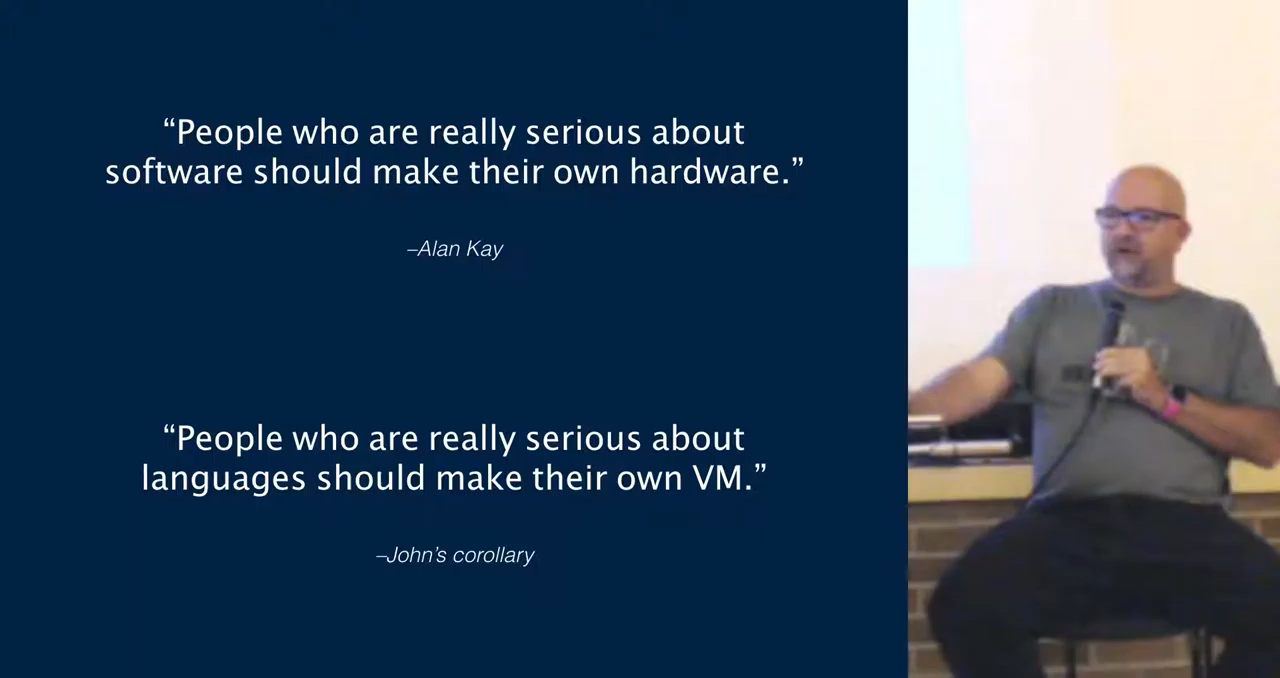 “People who are really serious about
software should make their own hardware.”
–Alan Kay
“People who are really serious about
languages should make their own VM.”
–John’s corollary